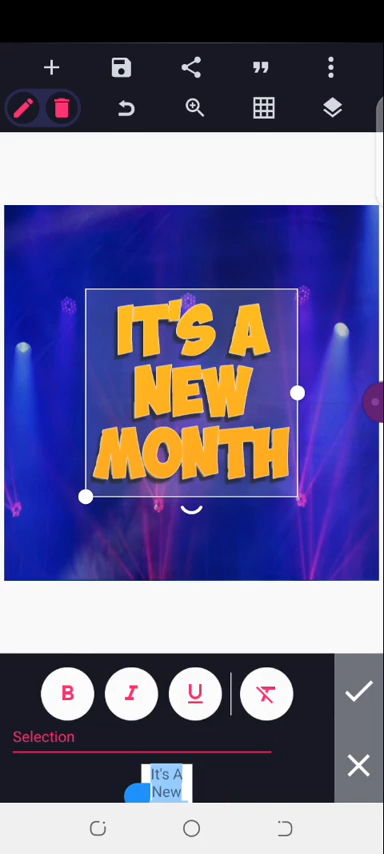 IT'S A
NEW
MONTH
B I U
Selection
It's A
New